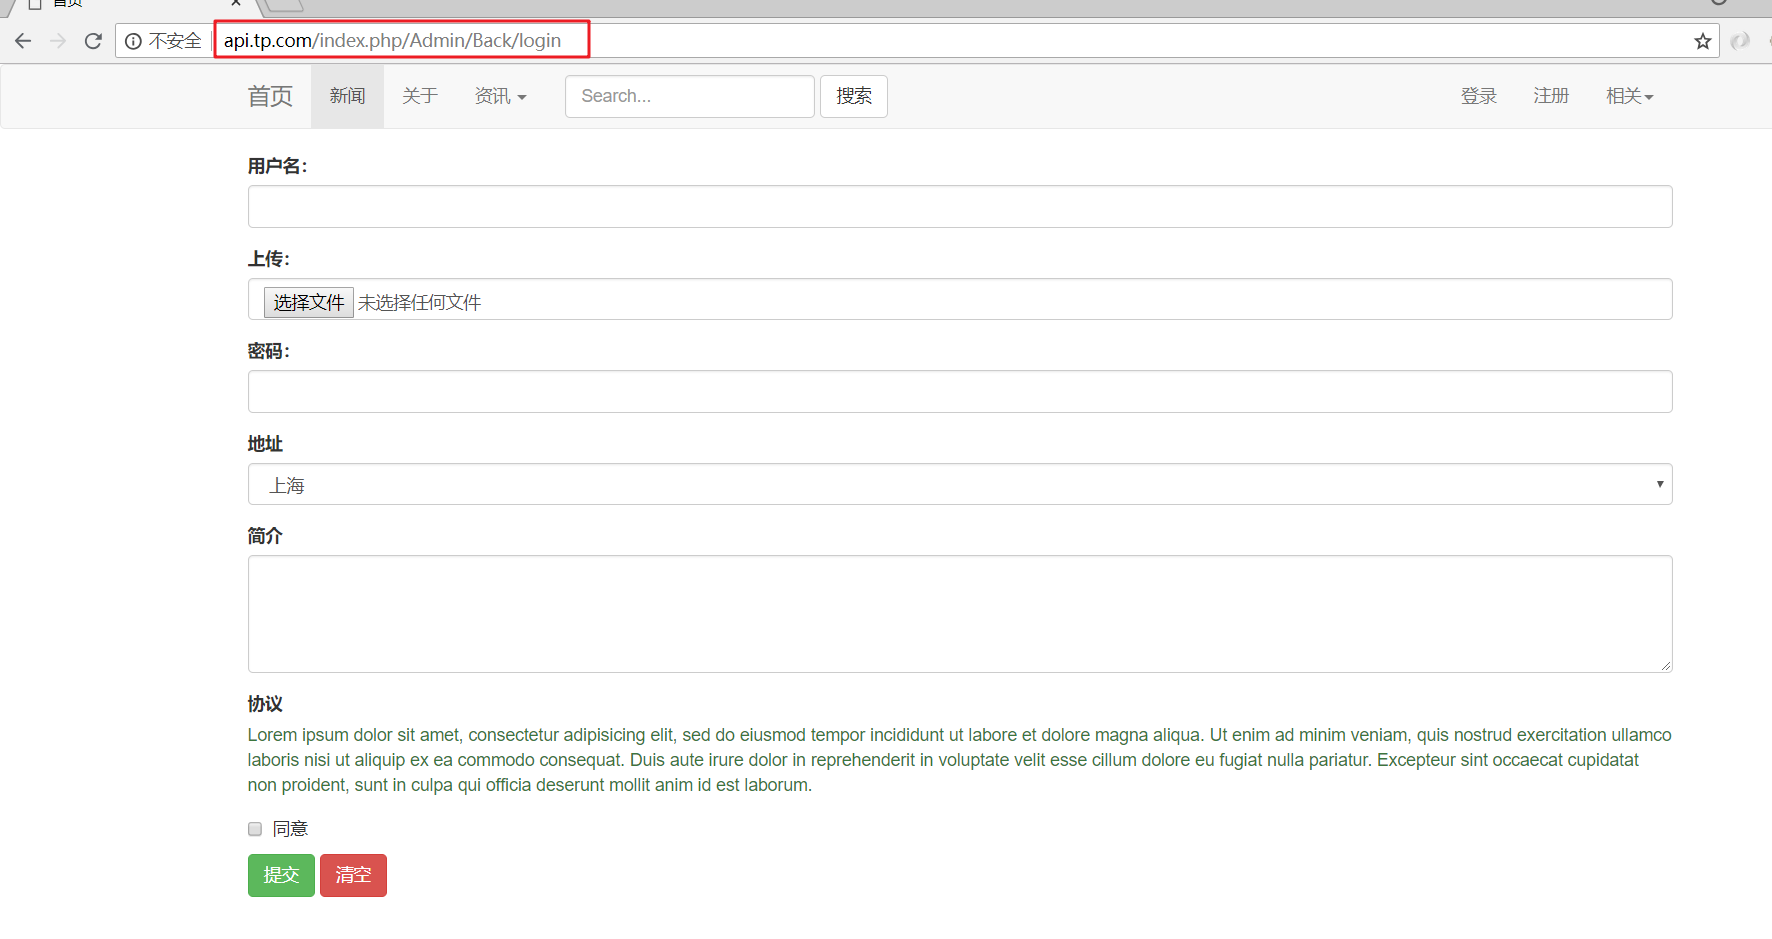 首页
不安全 api.tp.com/index.php/Admin/Back/login
首页 新闻 关于 资讯 Search... 搜索 登录 注册 相关
用户名：
上传：
选择文件 未选择任何文件
密码：
地址
上海
简介
协议
Lorem ipsum dolor sit amet, consectetur adipisicing elit, sed do eiusmod tempor incididunt ut labore et dolore magna aliqua. Ut enim ad minim veniam, quis nostrud exercitation ullamco
laboris nisi ut aliquip ex ea commodo consequat. Duis aute irure dolor in reprehenderit in voluptate velit esse cillum dolore eu fugiat nulla pariatur. Excepteur sint occaecat cupidatat
non proident, sunt in culpa qui officia deserunt mollit anim id est laborum.
同意
提交 清空